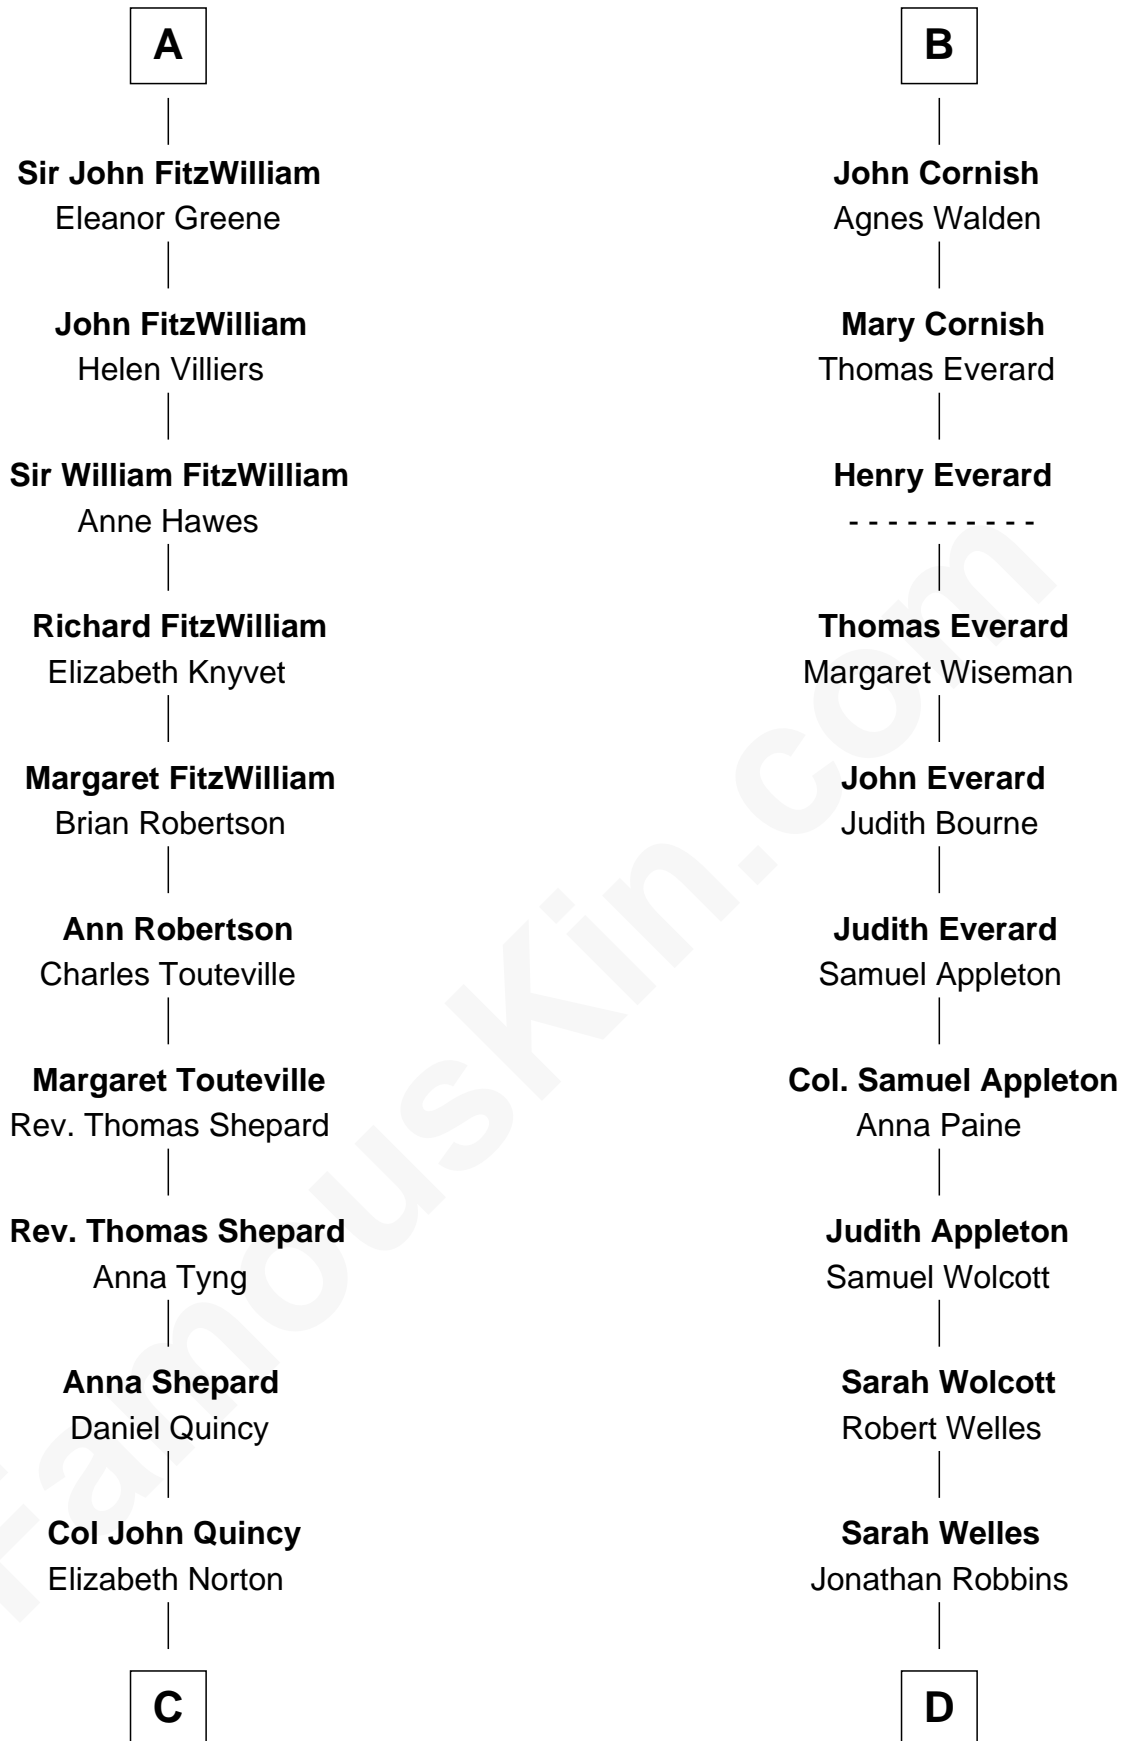 A
Sir John FitzWilliam
Eleanor Greene
John FitzWilliam
Helen Villiers
Sir William FitzWilliam
Anne Hawes
Richard FitzWilliam
Elizabeth Knyvet
Margaret FitzWilliam
Brian Robertson
Ann Robertson
Charles Touteville
Margaret Touteville
Rev. Thomas Shepard
Rev. Thomas Shepard
Anna Tyng
Anna Shepard
Daniel Quincy
Col John Quincy
Elizabeth Norton
C
B
John Cornish
Agnes Walden
Mary Cornish
Thomas Everard
Henry Everard
- - - - - - - - - -
Thomas Everard
Margaret Wiseman
John Everard
Judith Bourne
Judith Everard
Samuel Appleton
Col. Samuel Appleton
Anna Paine
Judith Appleton
Samuel Wolcott
Sarah Wolcott
Robert Welles
Sarah Welles
Jonathan Robbins
D
FamousKin.com